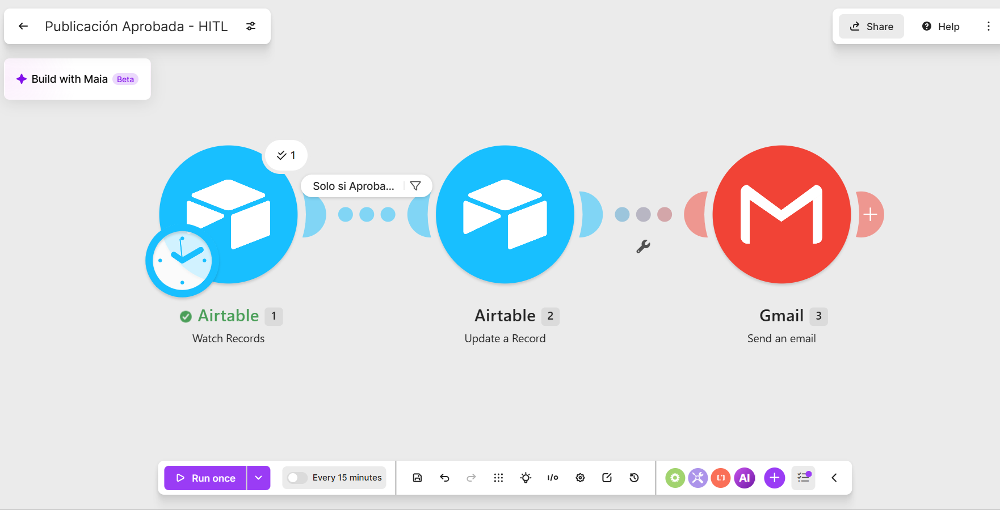 Publicación Aprobada - HITL
Share
Help
Build with Maia Beta
1
Solo si Aproba...
Airtable 1
Watch Records
Airtable 2
Update a Record
Gmail 3
Send an email
Run once
Every 15 minutes
I/O
AI